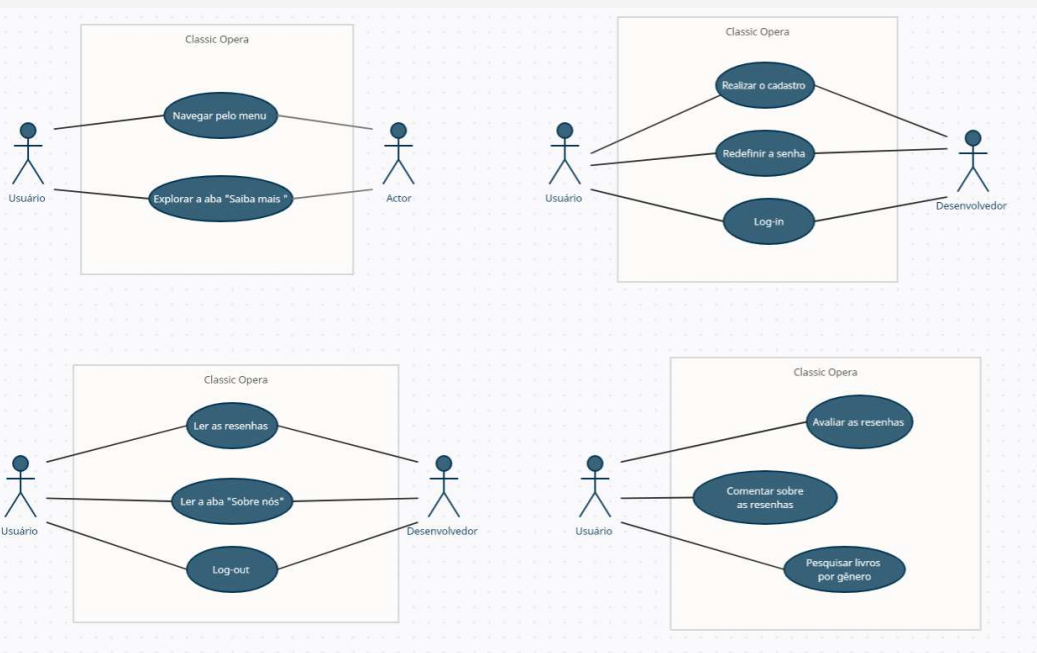 Classic Opera
Navegar pelo menu
Explorar a aba "Saiba mais "
Usuário
Actor
Classic Opera
Realizar o cadastro
Redefinir a senha
Log-in
Usuário
Desenvolvedor
Classic Opera
Ler as resenhas
Ler a aba "Sobre nós"
Log-out
Usuário
Desenvolvedor
Classic Opera
Avaliar as resenhas
Comentar sobre
as resenhas
Pesquisar livros
por gênero
Usuário